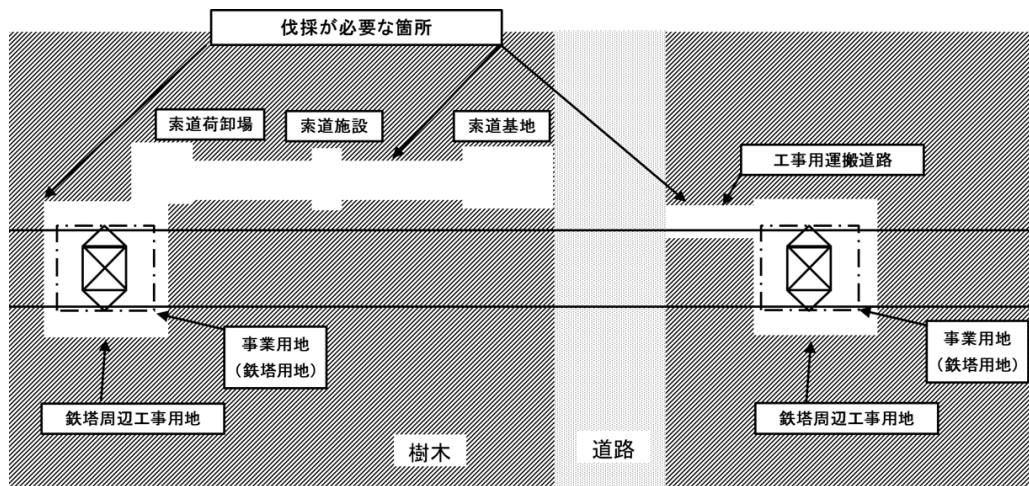 伐採が必要な箇所
索道荷卸場
索道施設
索道基地
工事用運搬道路
事業用地
（鉄塔用地）
事業用地
（鉄塔用地）
鉄塔周辺工事用地
鉄塔周辺工事用地
樹木
道路